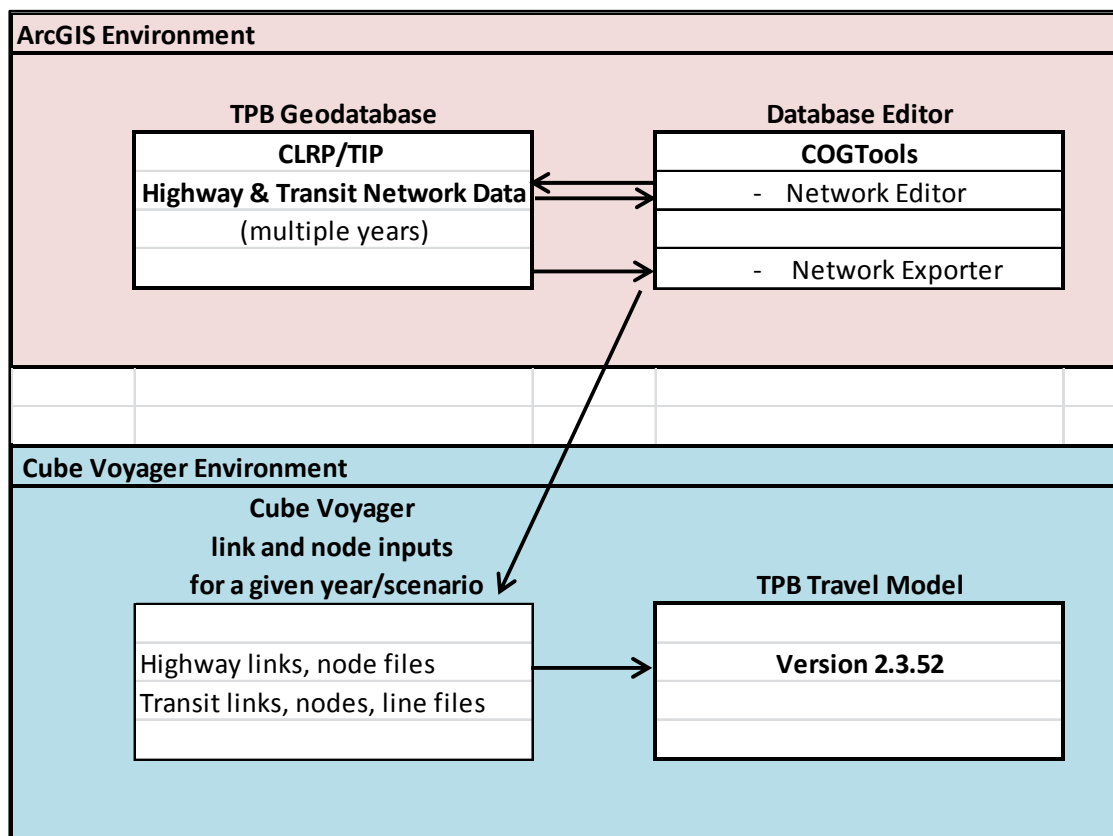 ArcGIS Environment
TPB Geodatabase
CLRP/TIP
Highway & Transit Network Data
(multiple years)
Database Editor
COGTools
- Network Editor
- Network Exporter
Cube Voyager Environment
Cube Voyager
link and node inputs
for a given year/scenario
Highway links, node files
Transit links, nodes, line files
TPB Travel Model
Version 2.3.52